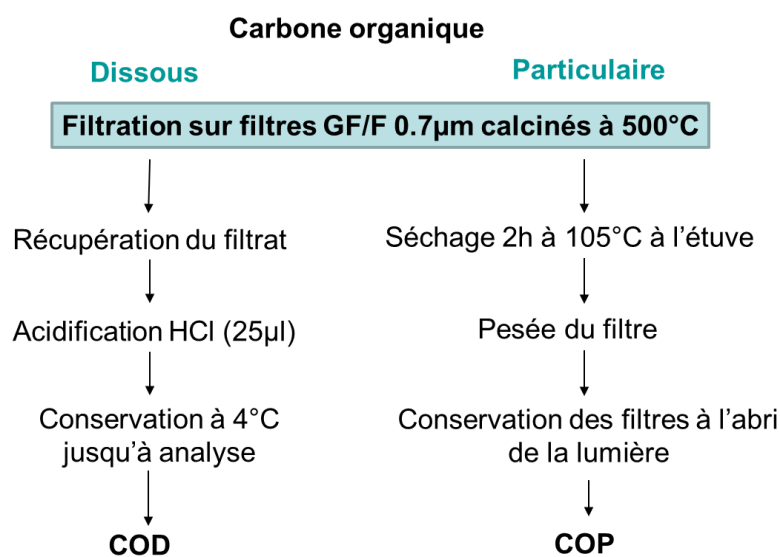 Carbone organique
Dissous
Particulaire
Filtration sur filtres GF/F 0.7µm calcinés à 500°C
Récupération du filtrat
Séchage 2h à 105°C à l'étuve
Acidification HCl (25µl)
Pesée du filtre
Conservation à 4°C
jusqu'à analyse
Conservation des filtres à l'abri
de la lumière
COD
COP